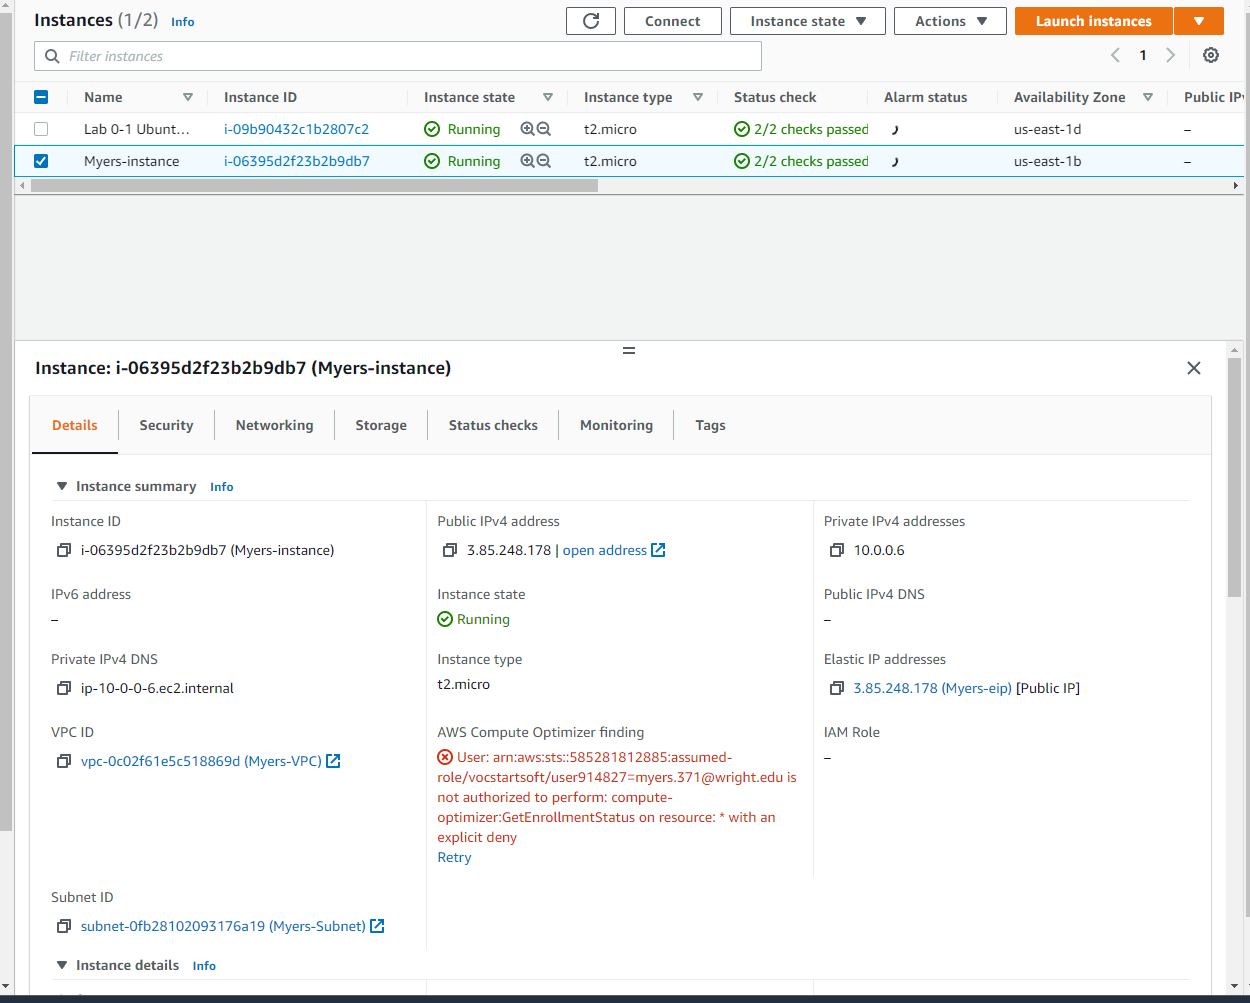 Instances (1/2) Info
Connect
Instance state
Actions
Launch instances
Filter instances
1
Name Instance ID Instance state Instance type Status check Alarm status Availability Zone Public IPv
Lab 0-1 Ubunt... i-09b90432c1b2807c2 Running t2.micro 2/2 checks passed us-east-1d –
Myers-instance i-06395d2f23b2b9db7 Running t2.micro 2/2 checks passed us-east-1b –
Instance: i-06395d2f23b2b9db7 (Myers-instance)
Details Security Networking Storage Status checks Monitoring Tags
Instance summary Info
Instance ID
i-06395d2f23b2b9db7 (Myers-instance)
Public IPv4 address
3.85.248.178 | open address
Private IPv4 addresses
10.0.0.6
IPv6 address
–
Instance state
Running
Public IPv4 DNS
–
Private IPv4 DNS
ip-10-0-0-6.ec2.internal
Instance type
t2.micro
Elastic IP addresses
3.85.248.178 (Myers-eip) [Public IP]
VPC ID
vpc-0c02f61e5c518869d (Myers-VPC)
AWS Compute Optimizer finding
User: arn:aws:sts::585281812885:assumed-
role/vocstartsoft/user914827=myers.371@wright.edu is
not authorized to perform: compute-
optimizer:GetEnrollmentStatus on resource: * with an
explicit deny
Retry
IAM Role
–
Subnet ID
subnet-0fb28102093176a19 (Myers-Subnet)
Instance details Info